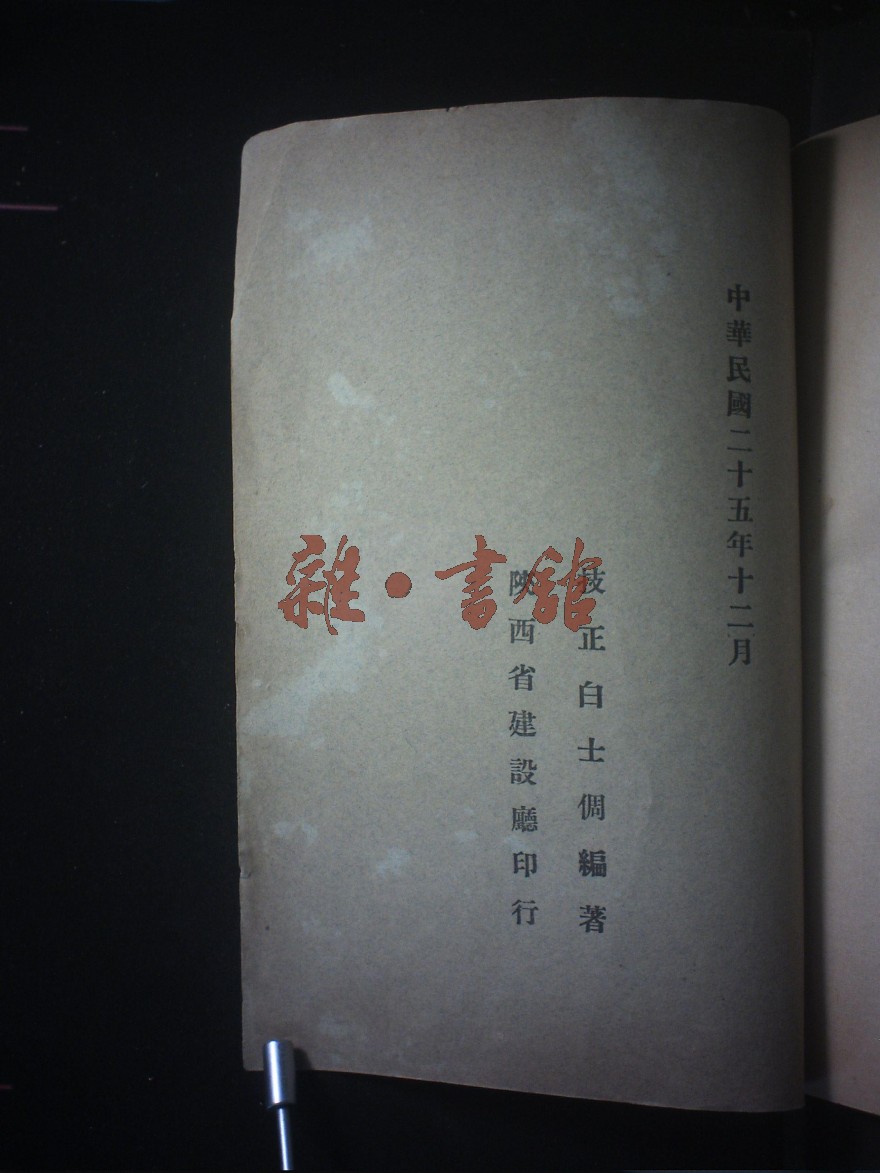 中華民國二十五年十二月
技正白士倜編著
陝西省建設廳印行
雜·書館